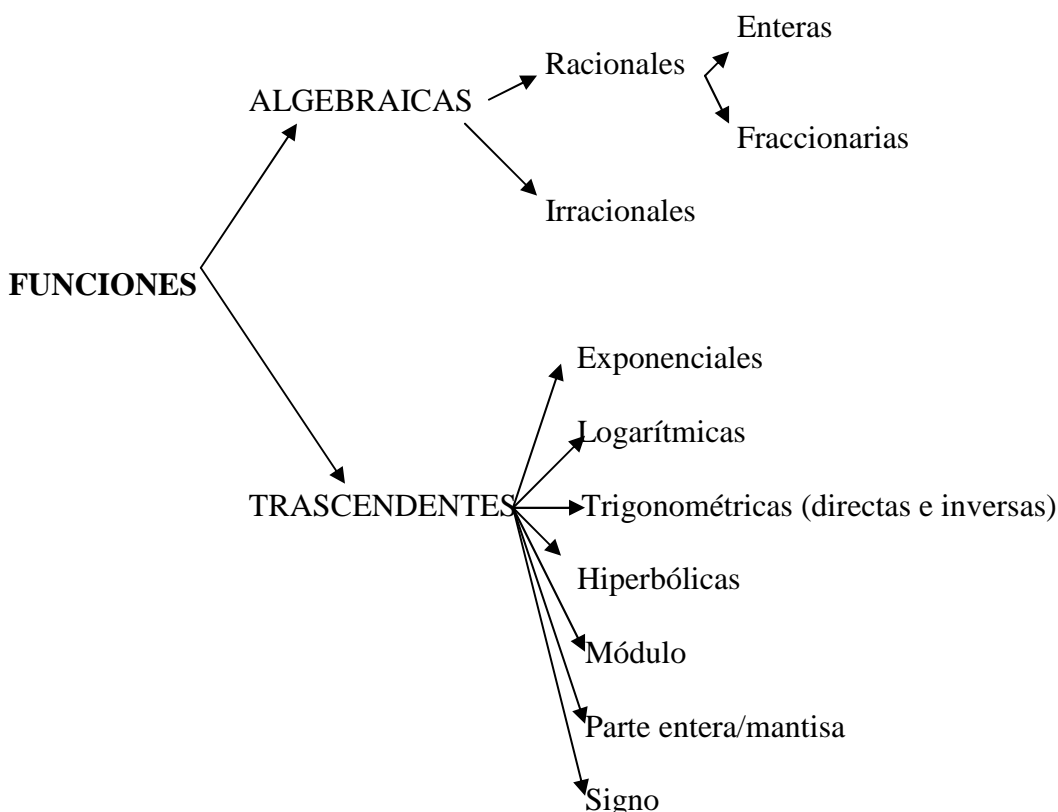 Enteras
Racionales
ALGEBRAICAS
Fraccionarias
Irracionales
FUNCIONES
Exponenciales
Logarítmicas
TRASCENDENTES
Trigonométricas (directas e inversas)
Hiperbólicas
Módulo
Parte entera/mantisa
Signo